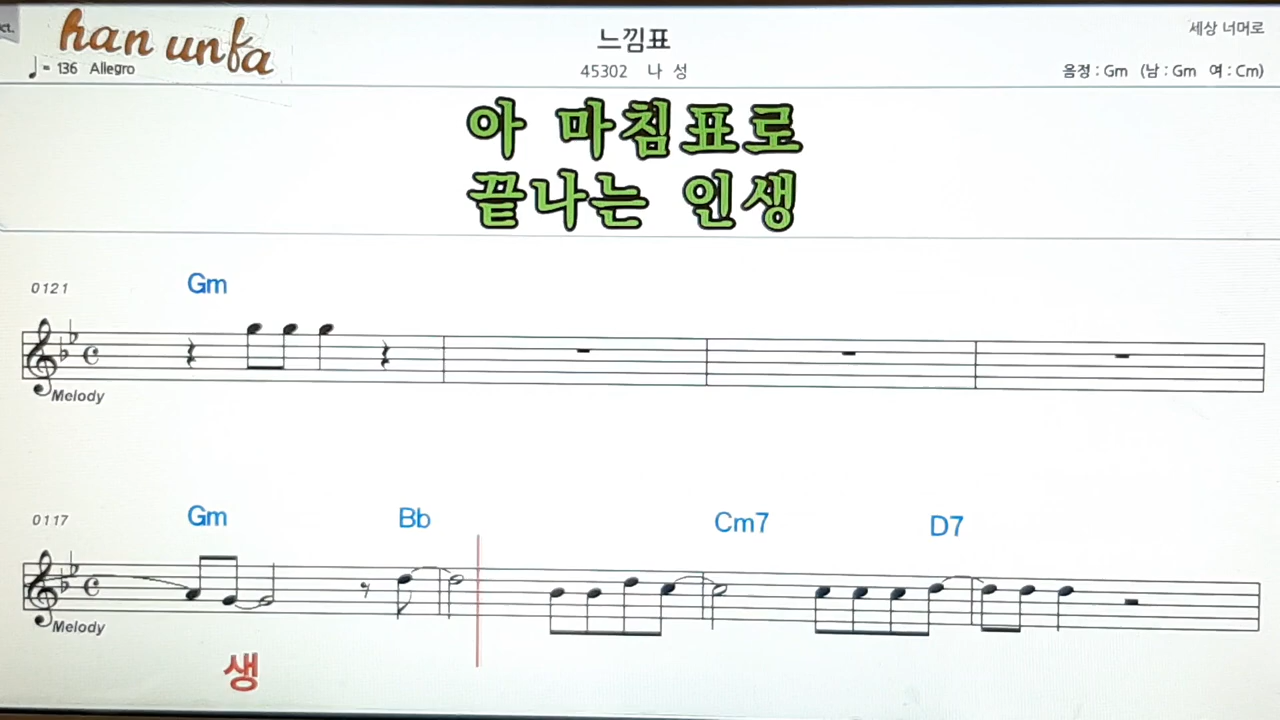 ct.
han unfa
♩= 136 Allegro
느낌표
45302 나 성
세상 너머로
음정 : Gm (남 : Gm 여 : Cm)
아 마침표로
끝나는 인생
0121
Gm
Melody
0117
Gm Bb Cm7 D7
Melody
생